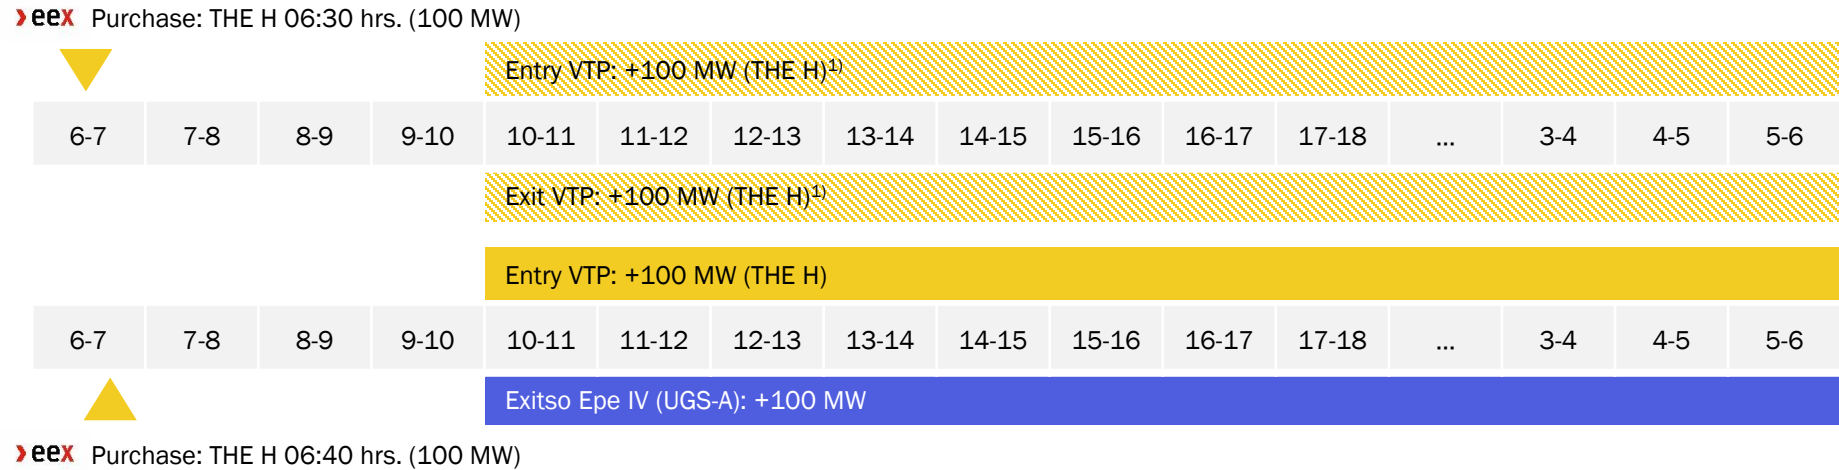 eex Purchase: THE H 06:30 hrs. (100 MW)
Entry VTP: +100 MW (THE H)1)
6-7 7-8 8-9 9-10 10-11 11-12 12-13 13-14 14-15 15-16 16-17 17-18 ... 3-4 4-5 5-6
Exit VTP: +100 MW (THE H)1)
Entry VTP: +100 MW (THE H)
6-7 7-8 8-9 9-10 10-11 11-12 12-13 13-14 14-15 15-16 16-17 17-18 ... 3-4 4-5 5-6
Exitso Epe IV (UGS-A): +100 MW
eex Purchase: THE H 06:40 hrs. (100 MW)